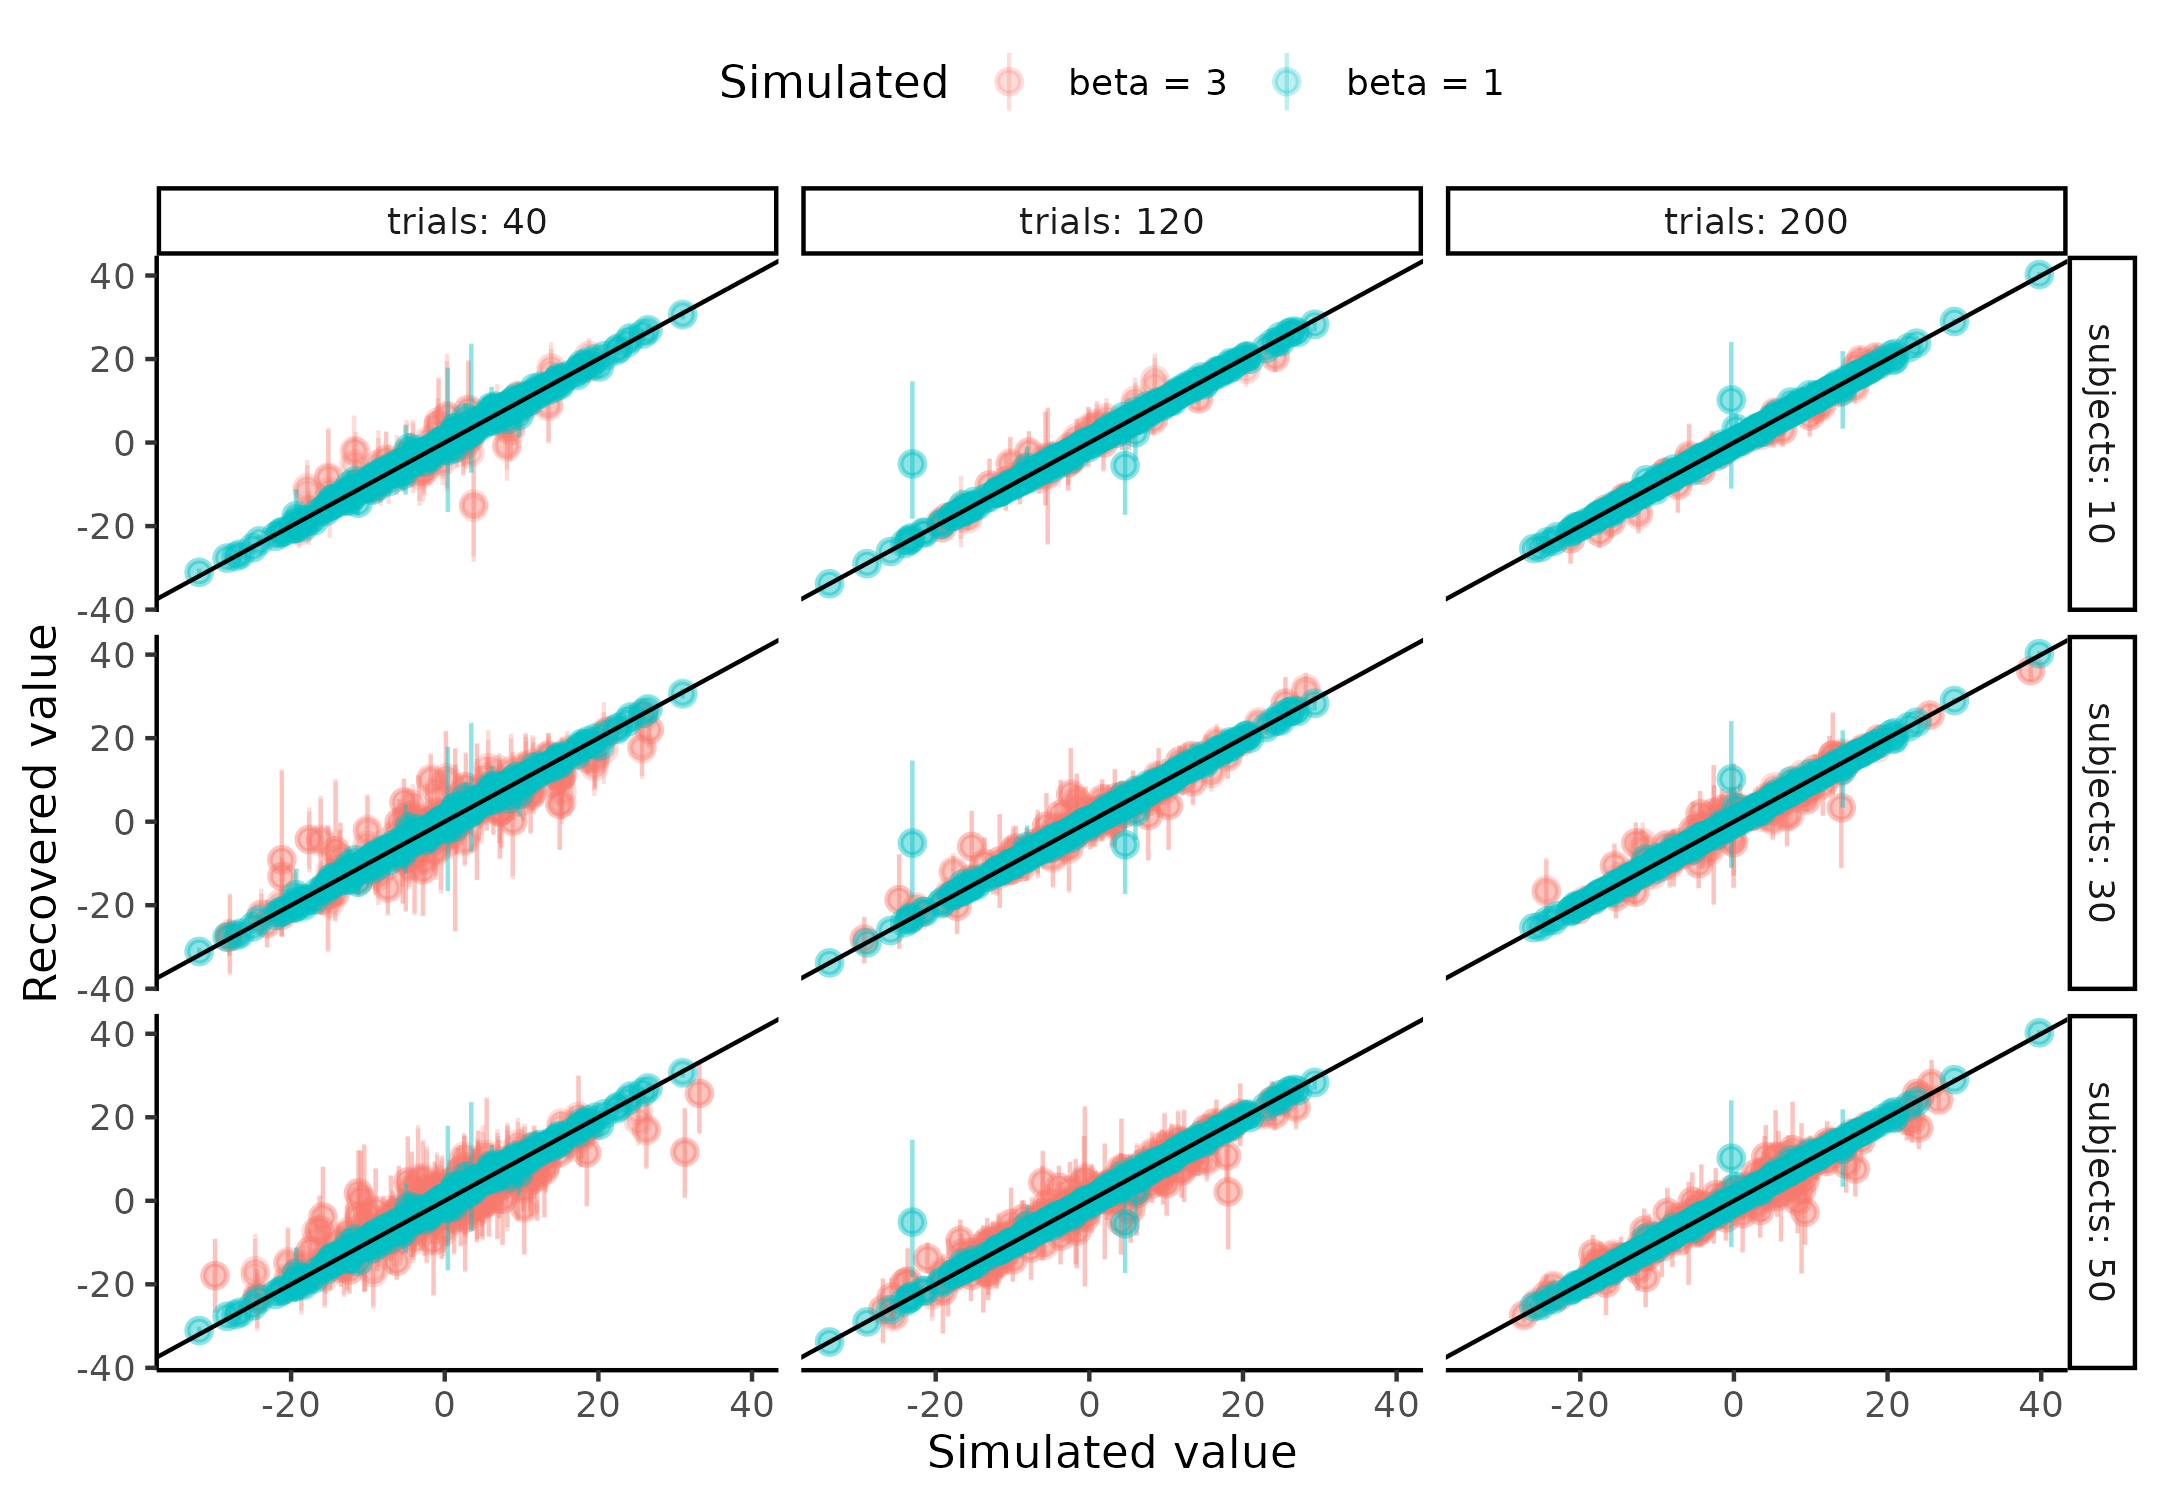 Simulated beta = 3 beta = 1
trials: 40 trials: 120 trials: 200
40
20
0
-20
-40
subjects: 10
40
20
0
-20
-40
subjects: 30
40
20
0
-20
-40
subjects: 50
Recovered value
-20 0 20 40 -20 0 20 40 -20 0 20 40
Simulated value